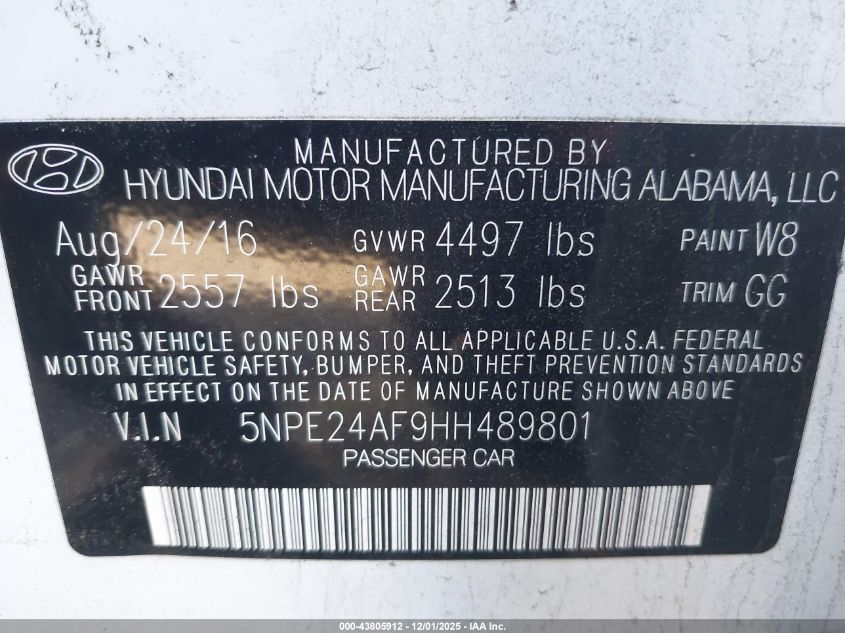 MANUFACTURED BY
HYUNDAI MOTOR MANUFACTURING ALABAMA, LLC
Aug/24/16 GVWR 4497 lbs PAINT W8
GAWR FRONT 2557 lbs GAWR REAR 2513 lbs TRIM GG
THIS VEHICLE CONFORMS TO ALL APPLICABLE U.S.A. FEDERAL
MOTOR VEHICLE SAFETY, BUMPER, AND THEFT PREVENTION STANDARDS
IN EFFECT ON THE DATE OF MANUFACTURE SHOWN ABOVE
V.I.N 5NPE24AF9HH489801
PASSENGER CAR
000-43805912 - 12/01/2025 - IAA Inc.